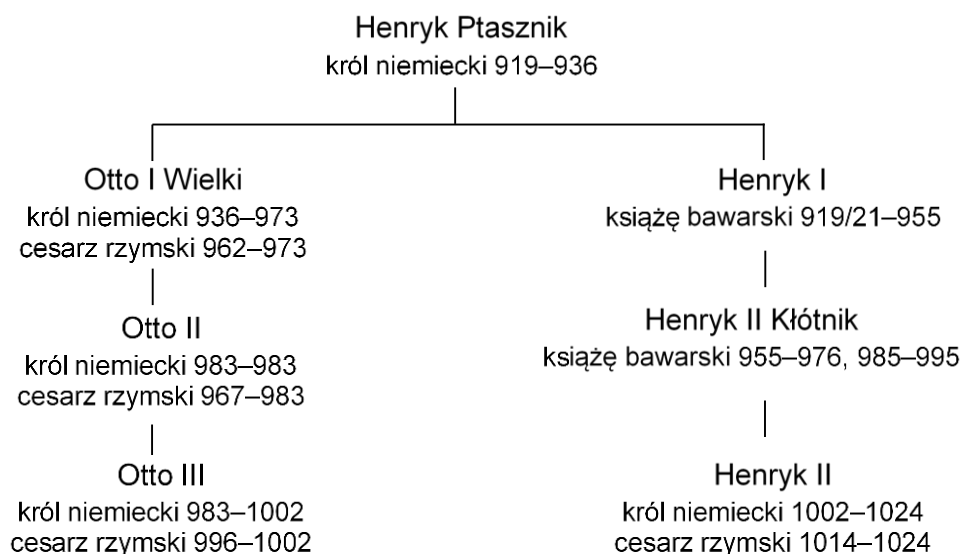 Henryk Ptasznik
król niemiecki 919–936
Otto I Wielki
król niemiecki 936–973
cesarz rzymski 962–973
Otto II
król niemiecki 983–983
cesarz rzymski 967–983
Otto III
król niemiecki 983–1002
cesarz rzymski 996–1002
Henryk I
książę bawarski 919/21–955
Henryk II Kłótnik
książę bawarski 955–976, 985–995
Henryk II
król niemiecki 1002–1024
cesarz rzymski 1014–1024